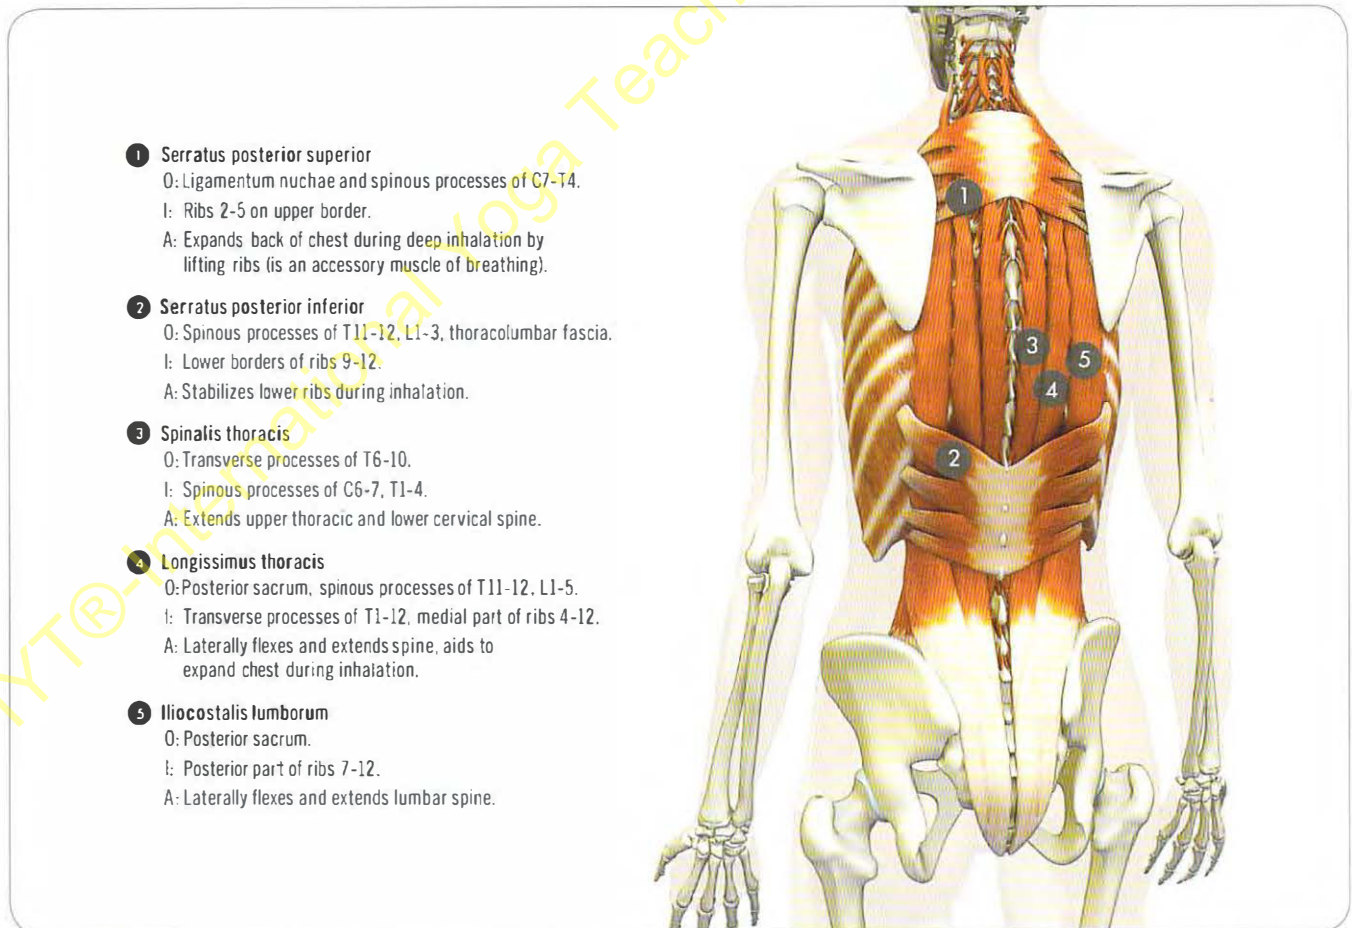 1 Serratus posterior superior
O: Ligamentum nuchae and spinous processes of C7-T4.
I: Ribs 2-5 on upper border.
A: Expands back of chest during deep inhalation by
lifting ribs (is an accessory muscle of breathing).
2 Serratus posterior inferior
O: Spinous processes of T11-12, L1-3, thoracolumbar fascia.
I: Lower borders of ribs 9-12.
A: Stabilizes lower ribs during inhalation.
3 Spinalis thoracis
O: Transverse processes of T6-10.
I: Spinous processes of C6-7, T1-4.
A: Extends upper thoracic and lower cervical spine.
4 Longissimus thoracis
O: Posterior sacrum, spinous processes of T11-12, L1-5.
I: Transverse processes of T1-12, medial part of ribs 4-12.
A: Laterally flexes and extends spine, aids to
expand chest during inhalation.
5 Iliocostalis lumborum
O: Posterior sacrum.
I: Posterior part of ribs 7-12.
A: Laterally flexes and extends lumbar spine.
1
3
5
4
2
YT®-International Yoga Teach